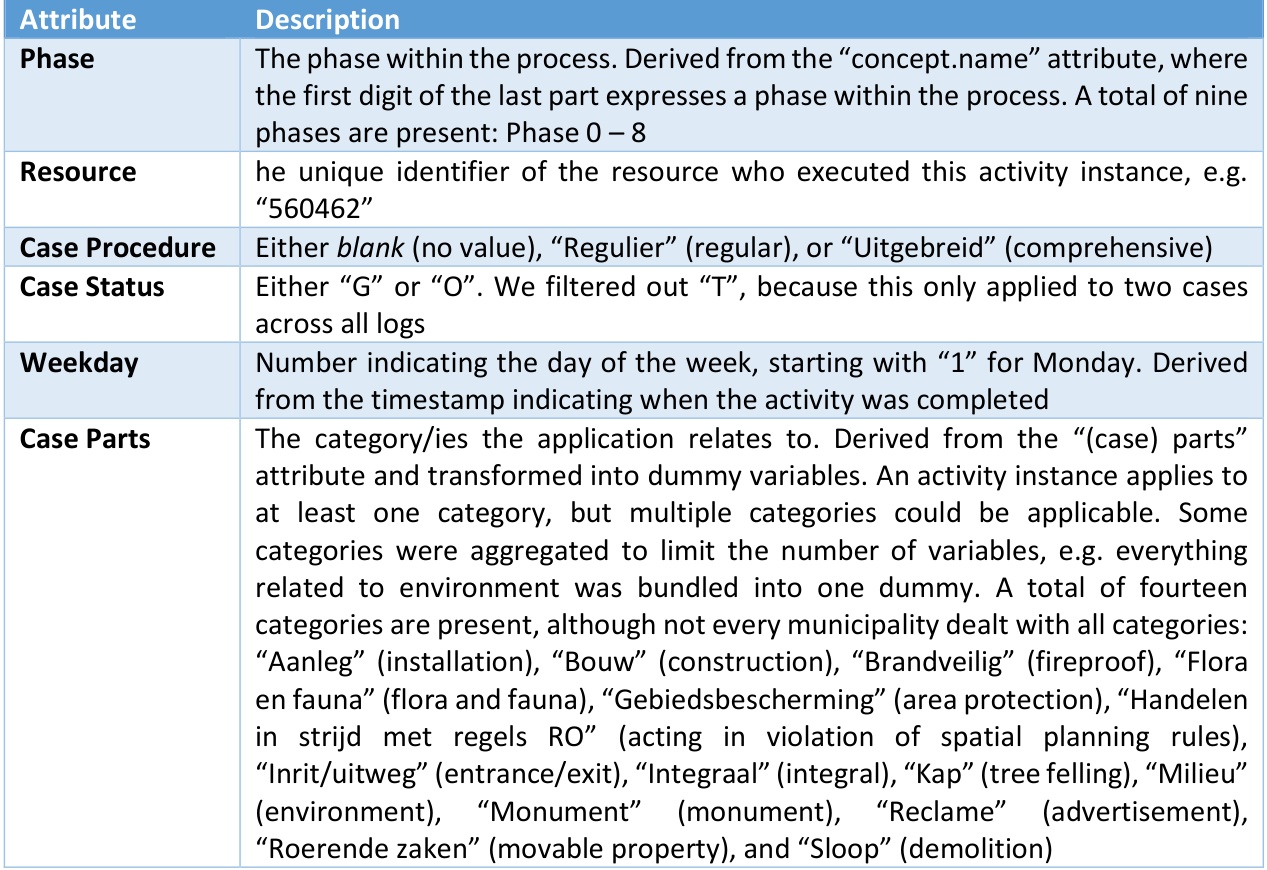 Attribute Description
Phase The phase within the process. Derived from the “concept.name” attribute, where
the first digit of the last part expresses a phase within the process. A total of nine
phases are present: Phase 0 – 8
Resource he unique identifier of the resource who executed this activity instance, e.g.
“560462”
Case Procedure Either blank (no value), “Regulier” (regular), or “Uitgebreid” (comprehensive)
Case Status Either “G” or “O”. We filtered out “T”, because this only applied to two cases
across all logs
Weekday Number indicating the day of the week, starting with “1” for Monday. Derived
from the timestamp indicating when the activity was completed
Case Parts The category/ies the application relates to. Derived from the “(case) parts”
attribute and transformed into dummy variables. An activity instance applies to
at least one category, but multiple categories could be applicable. Some
categories were aggregated to limit the number of variables, e.g. everything
related to environment was bundled into one dummy. A total of fourteen
categories are present, although not every municipality dealt with all categories:
“Aanleg” (installation), “Bouw” (construction), “Brandveilig” (fireproof), “Flora
en fauna” (flora and fauna), “Gebiedsbescherming” (area protection), “Handelen
in strijd met regels RO” (acting in violation of spatial planning rules),
“Inrit/uitweg” (entrance/exit), “Integraal” (integral), “Kap” (tree felling), “Milieu”
(environment), “Monument” (monument), “Reclame” (advertisement),
“Roerende zaken” (movable property), and “Sloop” (demolition)